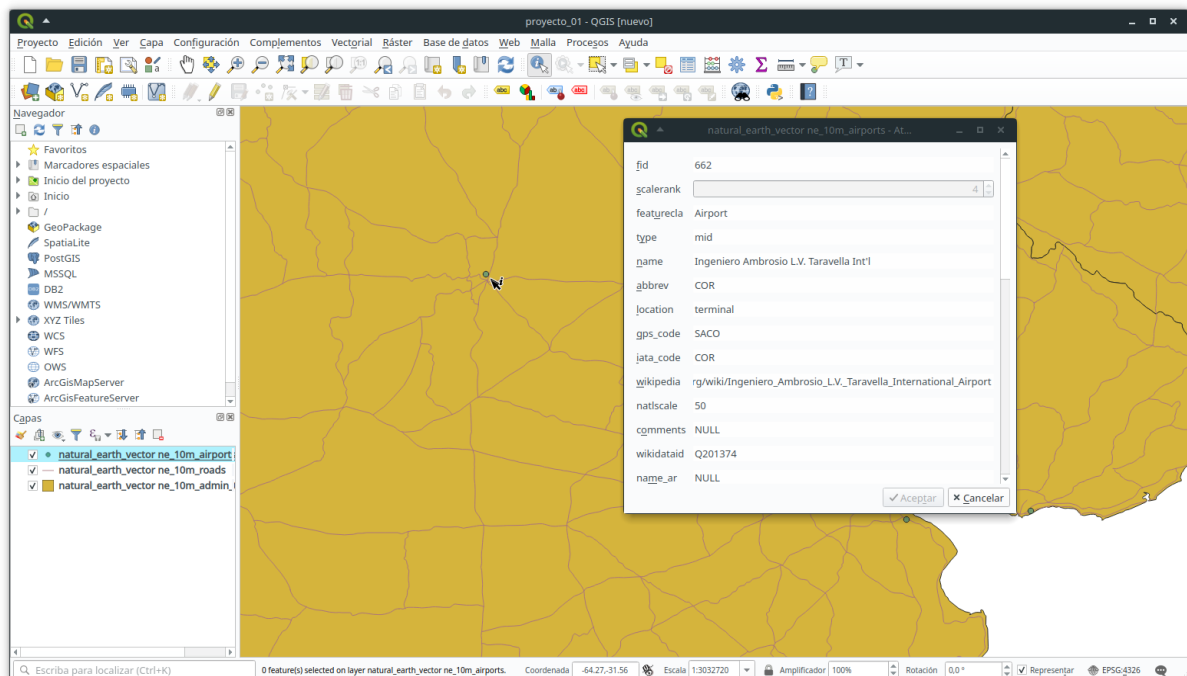 proyecto_01 - QGIS [nuevo]
Proyecto Edición Ver Capa Configuración Complementos Vectorial Ráster Base de datos Web Malla Procesos Ayuda
Navegador
Favoritos
Marcadores espaciales
Inicio del proyecto
Inicio
/
GeoPackage
SpatiaLite
PostGIS
MSSQL
DB2
WMS/WMTS
XYZ Tiles
WCS
WFS
OWS
ArcGisMapServer
ArcGisFeatureServer
Capas
natural_earth_vector ne_10m_airport
natural_earth_vector ne_10m_roads
natural_earth_vector ne_10m_admin_
natural_earth_vector ne_10m_airports - At...
fid 662
scalerank 4
featurecla Airport
type mid
name Ingeniero Ambrosio L.V. Taravella Int'l
abbrev COR
location terminal
gps_code SACO
iata_code COR
wikipedia rg/wiki/Ingeniero_Ambrosio_L.V._Taravella_International_Airport
natlscale 50
comments NULL
wikidataid Q201374
name_ar NULL
Aceptar Cancelar
Escriba para localizar (Ctrl+K) 0 feature(s) selected on layer natural_earth_vector ne_10m_airports. Coordenada -64.27,-31.56 Escala 1:3032720 Amplificador 100% Rotación 0,0 ° Representar EPSG:4326